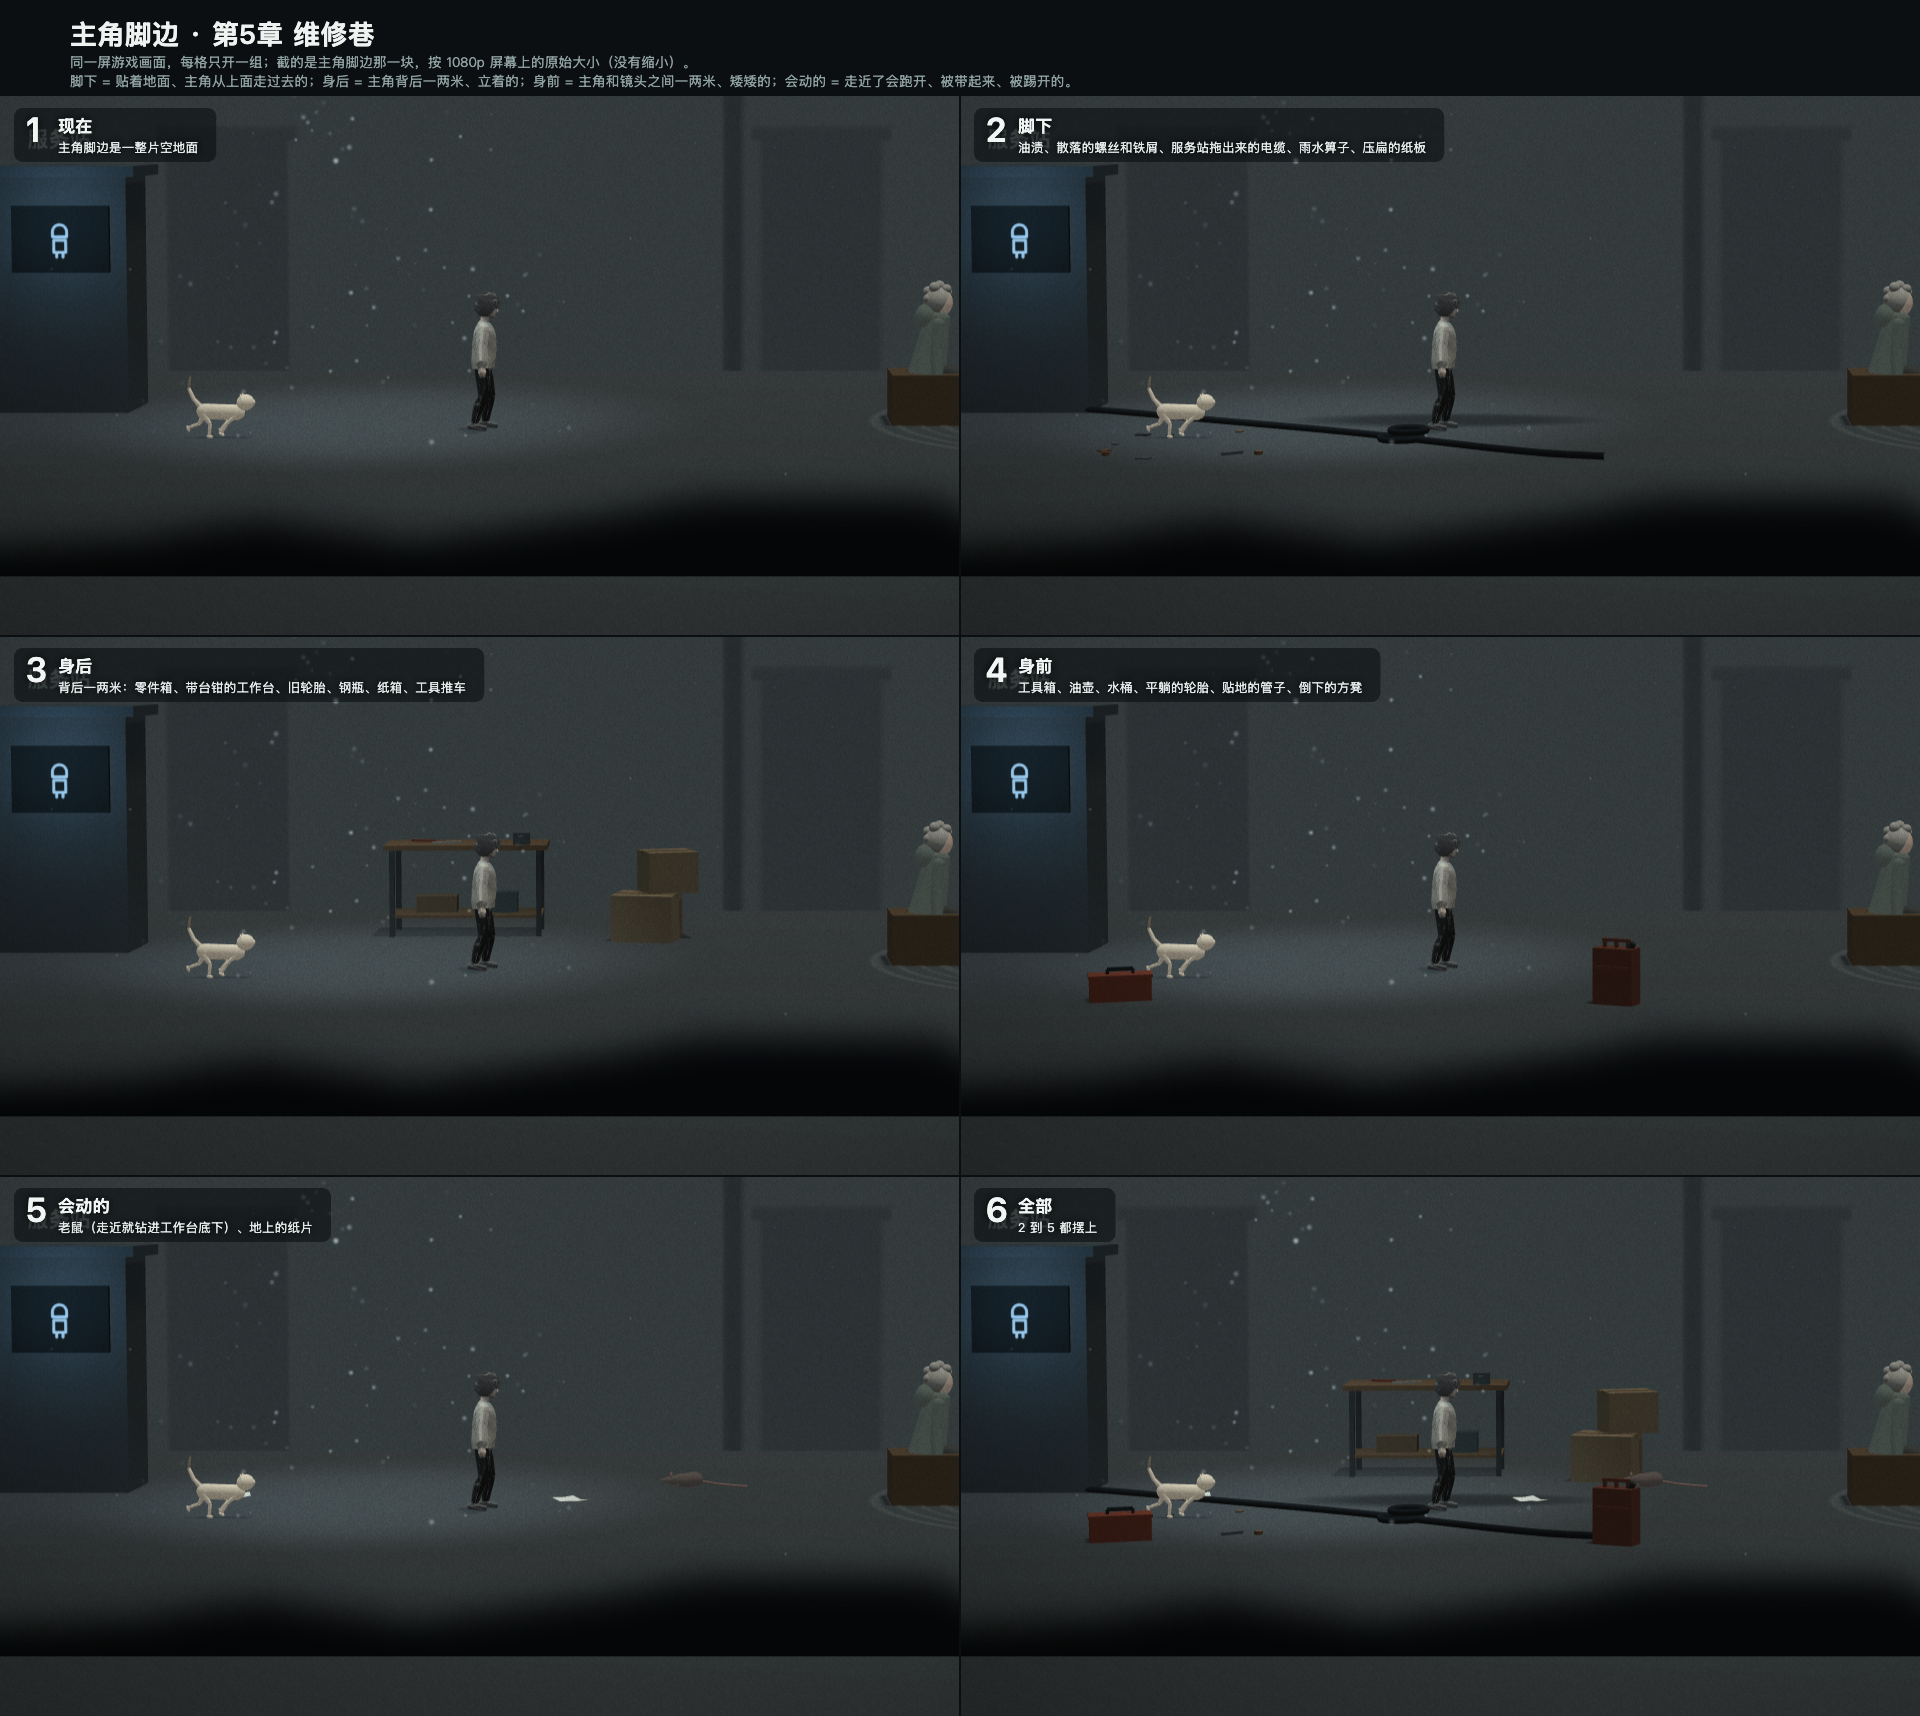 主角脚边 · 第5章 维修巷
同一屏游戏画面，每格只开一组；截的是主角脚边那一块，按 1080p 屏幕上的原始大小（没有缩小）。
脚下 = 贴着地面、主角从上面走过去的；身后 = 主角背后一两米、立着的；身前 = 主角和镜头之间一两米、矮矮的；会动的 = 走近了会跑开、被带起来、被踢开的。
1 现在
主角脚边是一整片空地面
2 脚下
油渍、散落的螺丝和铁屑、服务站拖出来的电缆、雨水箅子、压扁的纸板
3 身后
背后一两米：零件箱、带台钳的工作台、旧轮胎、钢瓶、纸箱、工具推车
4 身前
工具箱、油壶、水桶、平躺的轮胎、贴地的管子、倒下的方凳
5 会动的
老鼠（走近就钻进工作台底下）、地上的纸片
6 全部
2 到 5 都摆上